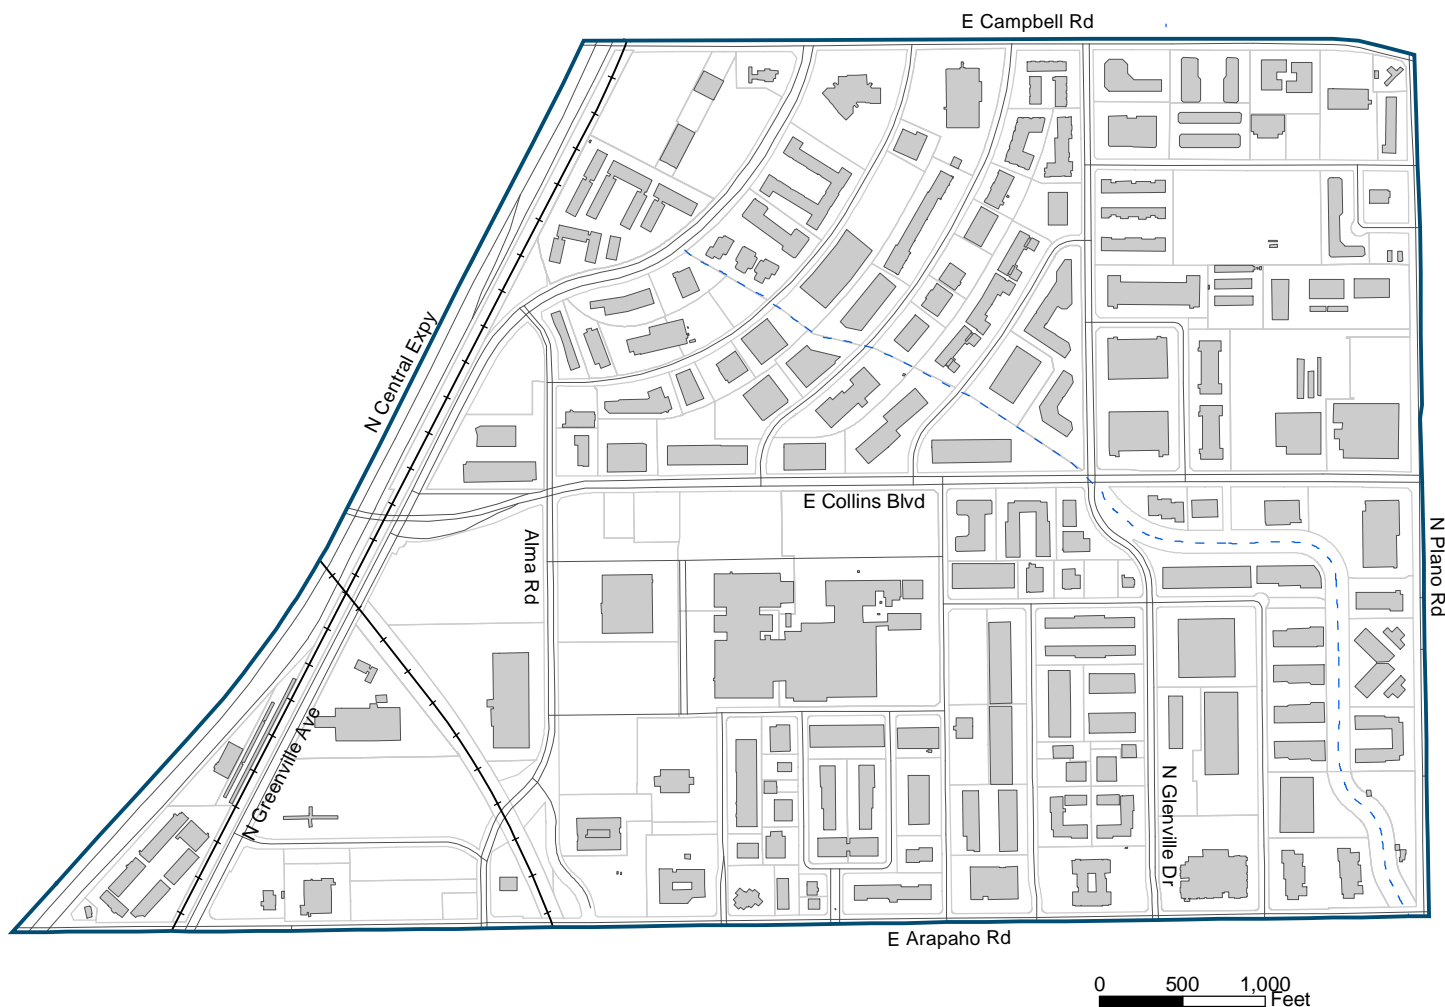 E Campbell Rd
N Central Expy
E Collins Blvd
Alma Rd
N Plano Rd
N Greenville Ave
N Glenville Dr
E Arapaho Rd
0 500 1,000
Feet